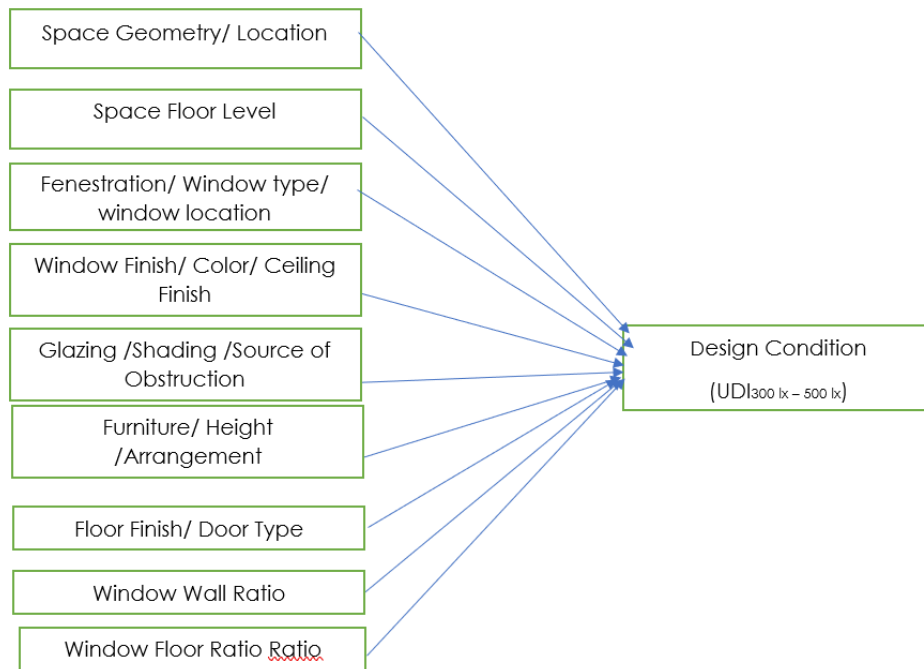 Space Geometry/ Location
Space Floor Level
Fenestration/ Window type/
window location
Window Finish/ Color/ Ceiling
Finish
Glazing /Shading /Source of
Obstruction
Furniture/ Height
/Arrangement
Floor Finish/ Door Type
Window Wall Ratio
Window Floor Ratio Ratio
Design Condition
(UDI300 lx – 500 lx)